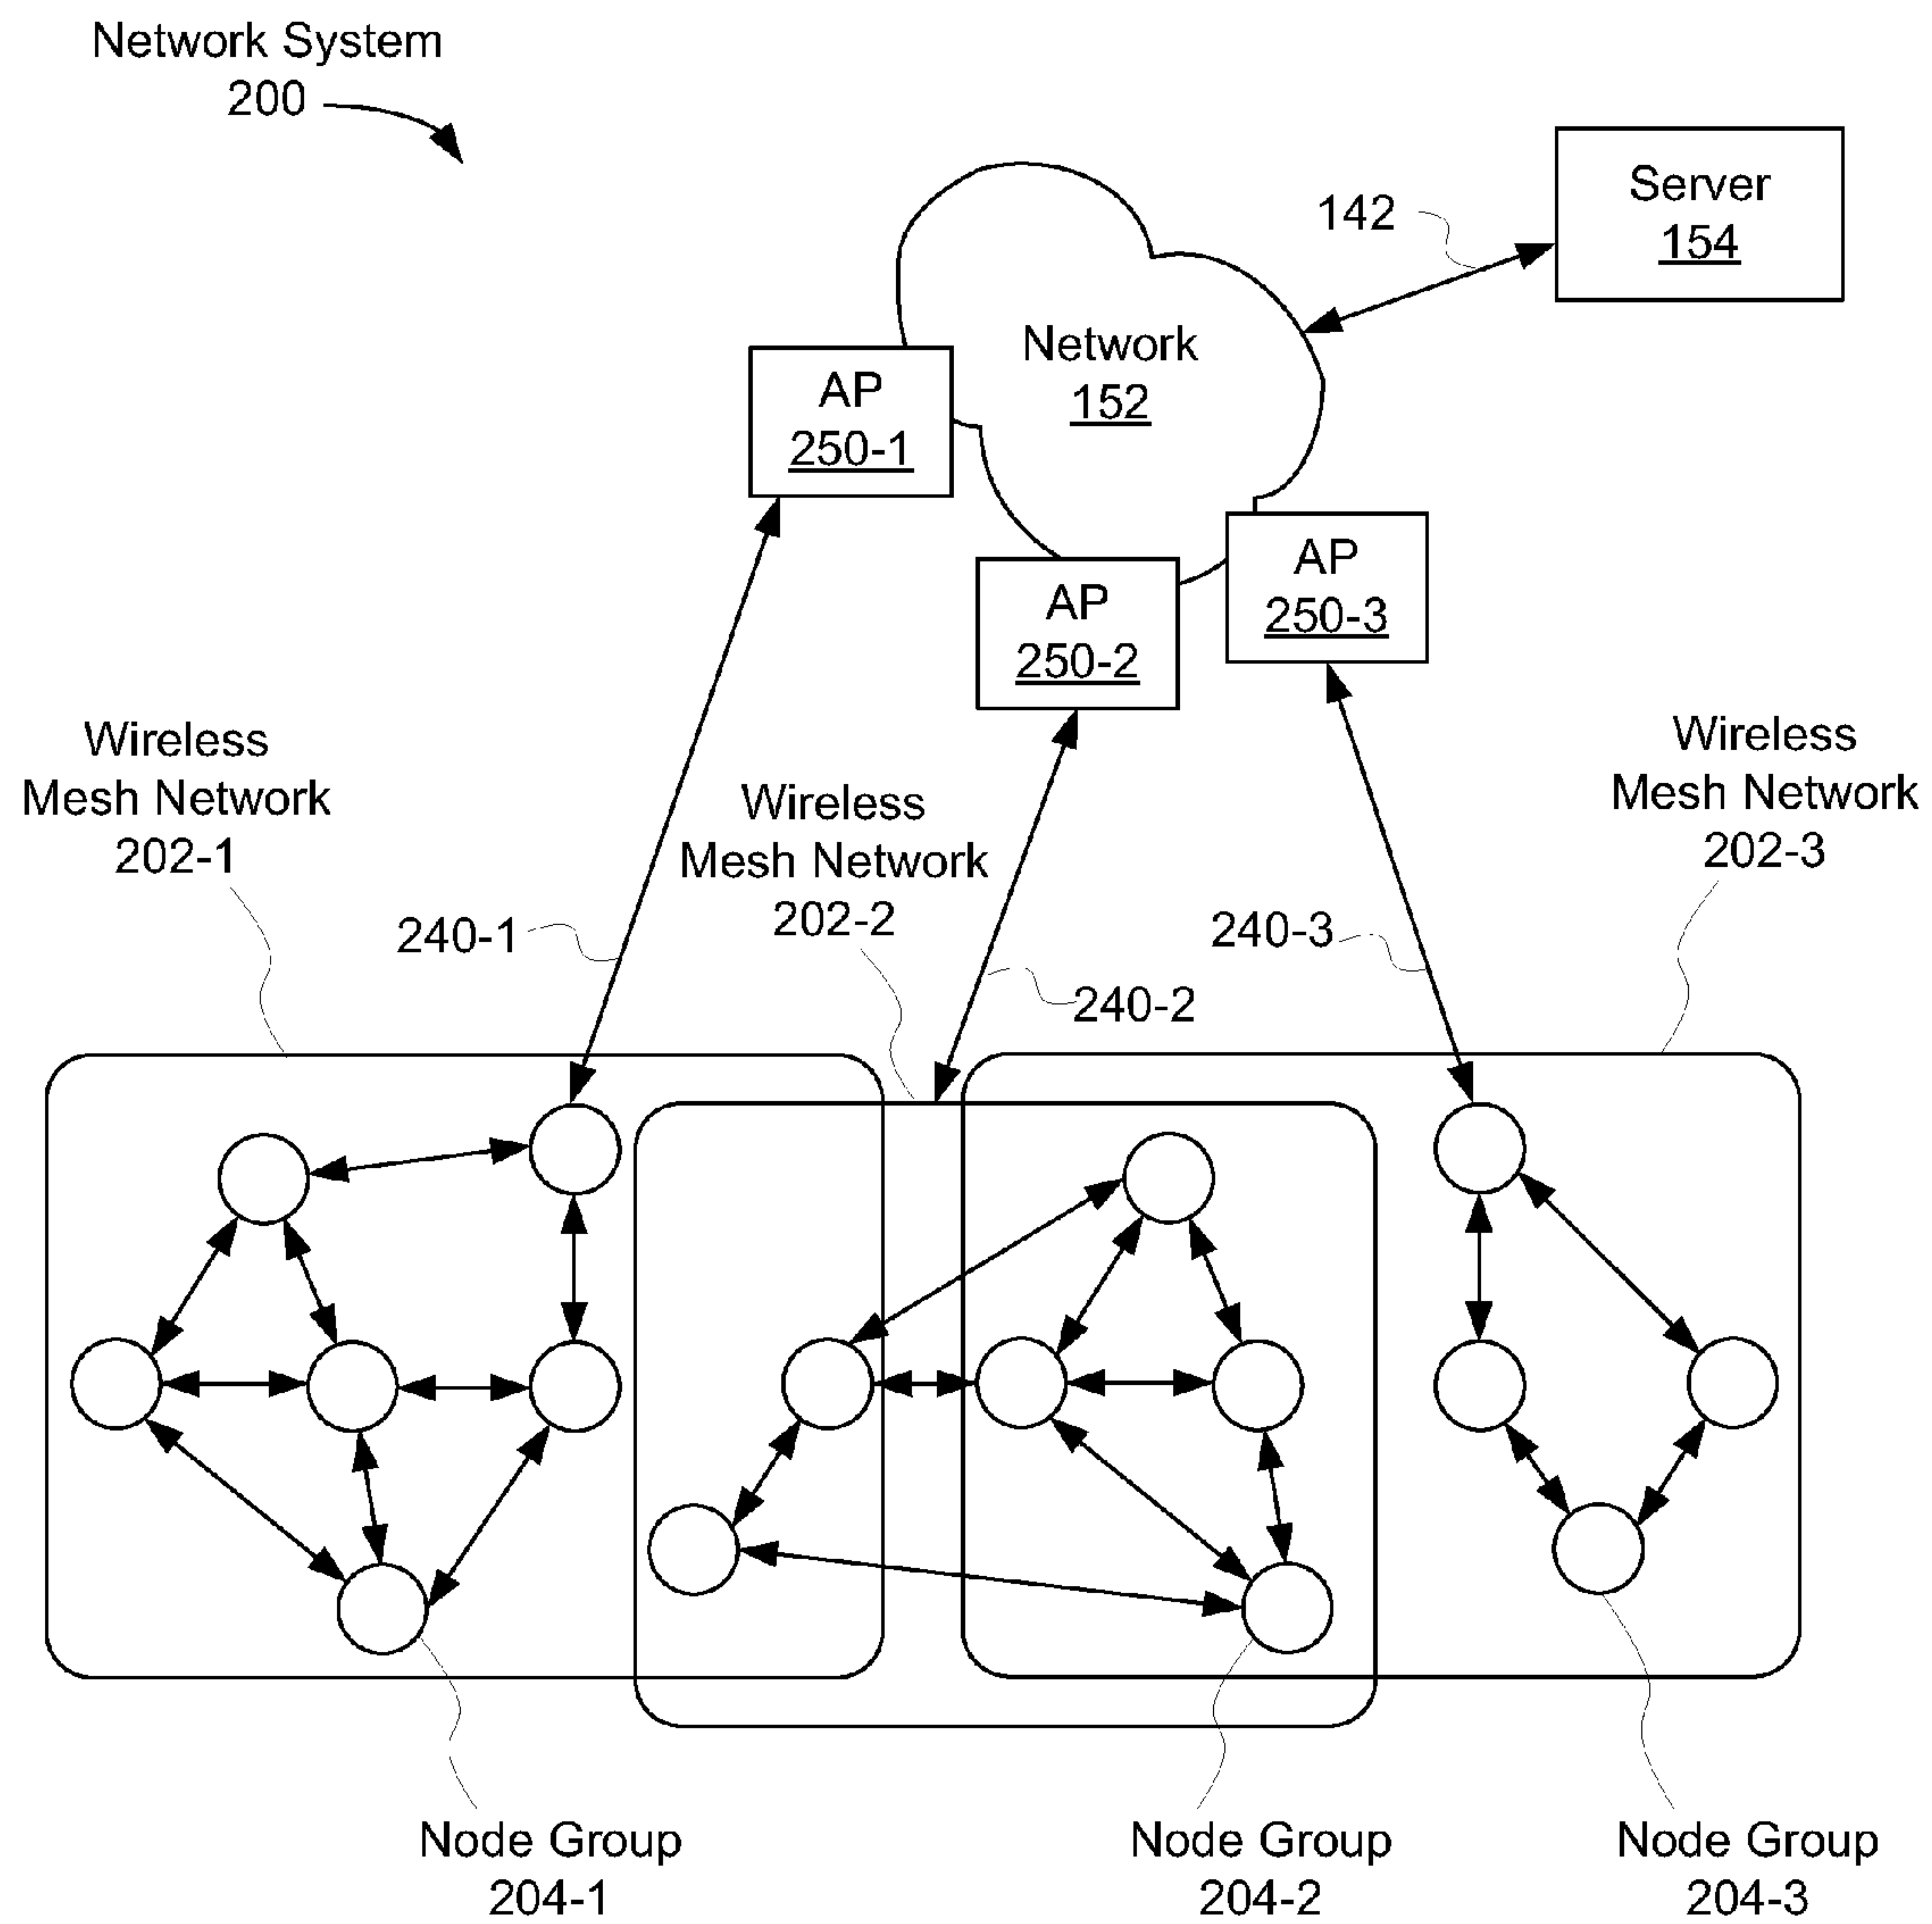 Network System
200
142
Server
154
Network
152
AP
250-1
AP
250-2
AP
250-3
Wireless
Mesh Network
202-1
Wireless
Mesh Network
202-2
Wireless
Mesh Network
202-3
240-1
240-2
240-3
Node Group
204-1
Node Group
204-2
Node Group
204-3